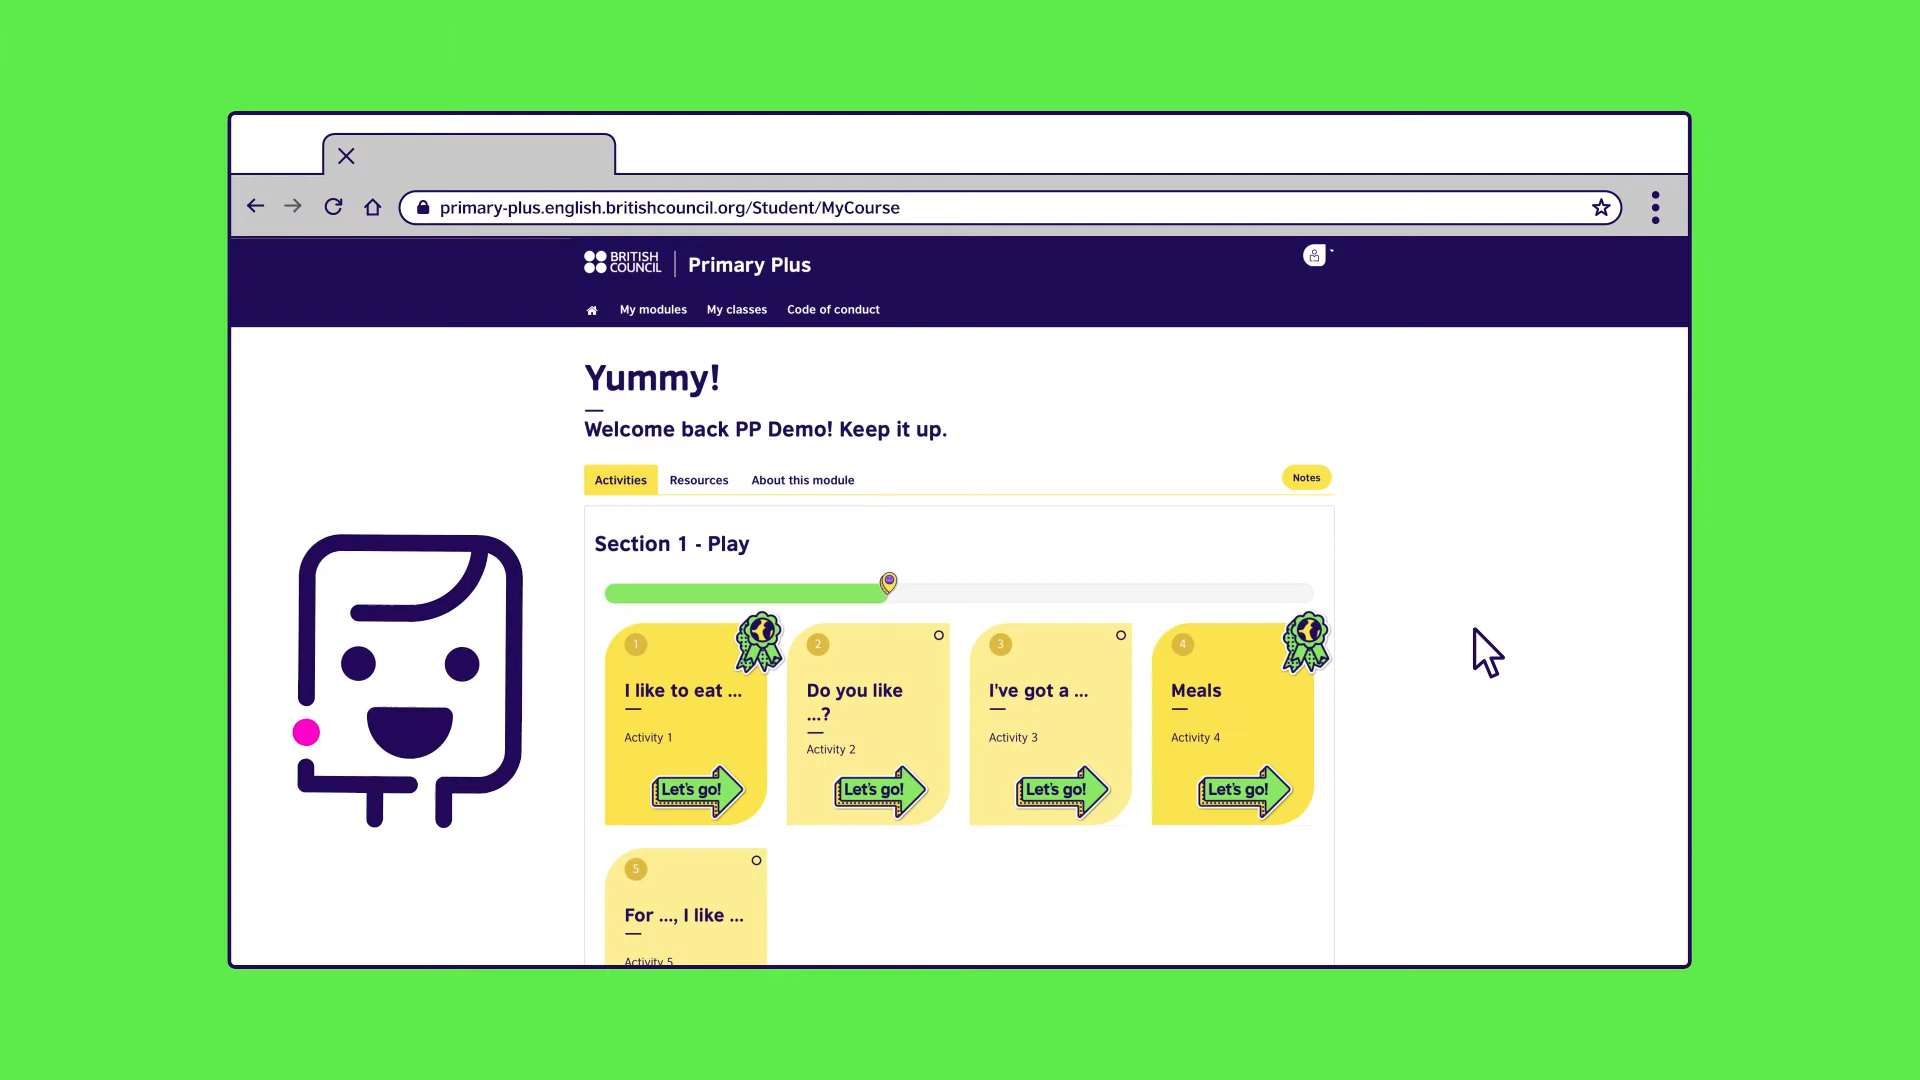 primary-plus.english.britishcouncil.org/Student/MyCourse
BRITISH
COUNCIL
Primary Plus
My modules My classes Code of conduct
Yummy!
Welcome back PP Demo! Keep it up.
Activities Resources About this module Notes
Section 1 - Play
1
I like to eat ...
Activity 1
Let's go!
2
Do you like
...?
Activity 2
Let's go!
3
I've got a ...
Activity 3
Let's go!
4
Meals
Activity 4
Let's go!
5
For ..., I like ...
Activity 5